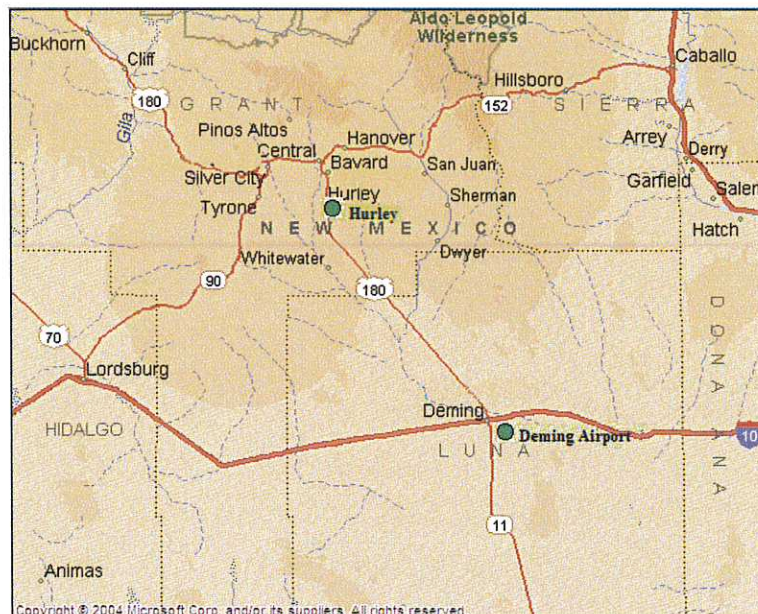 Aldo Leopold
Wilderness
Buckhorn
Cliff
Caballo
Hillsboro
180
GRANT
152
SIERRA
Gila
Pinos Altos
Hanover
Arrey
Derry
Central
Bayard
San Juan
Silver City
Garfield
Salem
Tyrone
Hurley
Sherman
Hurley
Hatch
NEW MEXICO
Whitewater
Dwyer
90
180
DONA ANA
70
Lordsburg
Deming
HIDALGO
Deming Airport
10
LUNA
11
Animas
Copyright © 2004 Microsoft Corp. and/or its suppliers. All rights reserved.